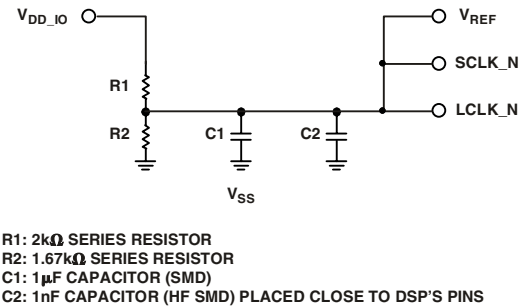 V_DD_IO
V_REF
SCLK_N
R1
LCLK_N
R2
C1
C2
V_SS
R1: 2kΩ SERIES RESISTOR
R2: 1.67kΩ SERIES RESISTOR
C1: 1μF CAPACITOR (SMD)
C2: 1nF CAPACITOR (HF SMD) PLACED CLOSE TO DSP'S PINS